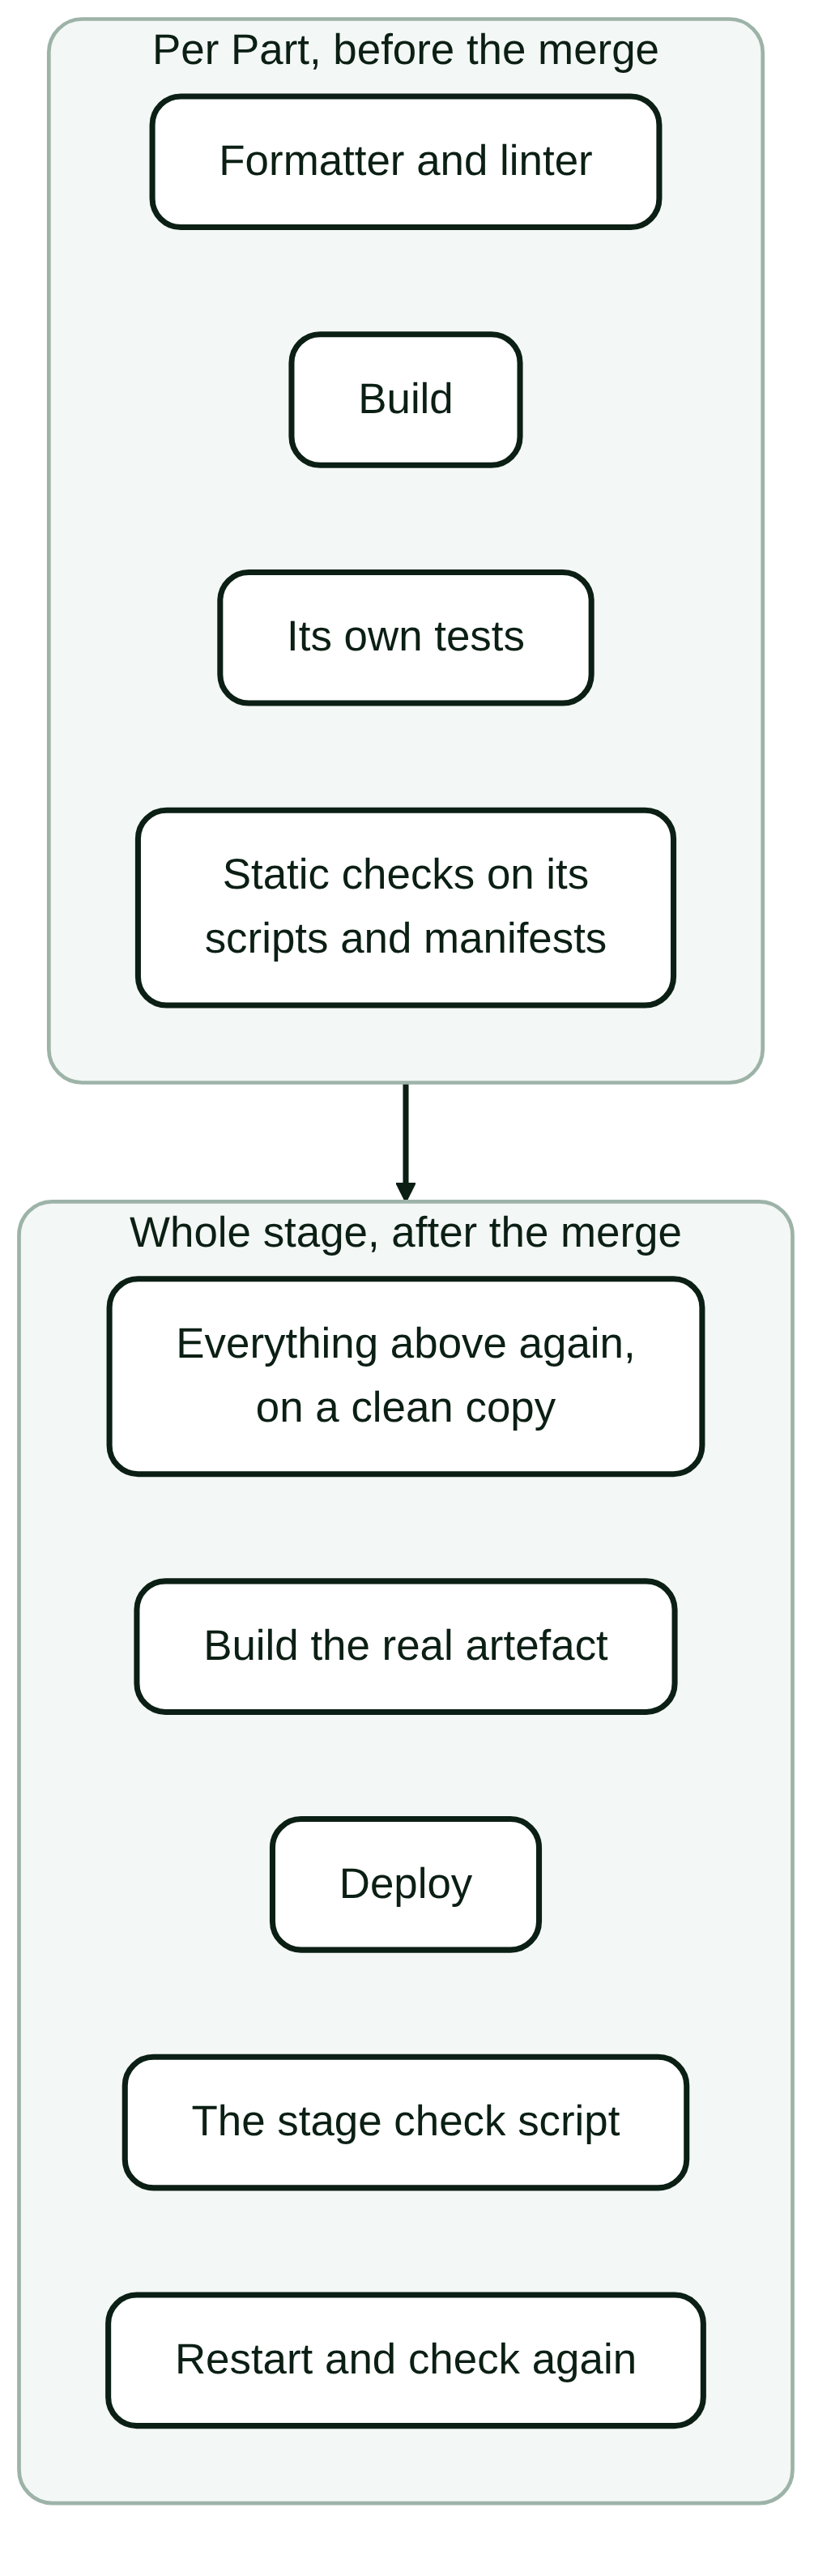 Per Part, before the merge
Formatter and linter
Build
Its own tests
Static checks on its
scripts and manifests
Whole stage, after the merge
Everything above again,
on a clean copy
Build the real artefact
Deploy
The stage check script
Restart and check again